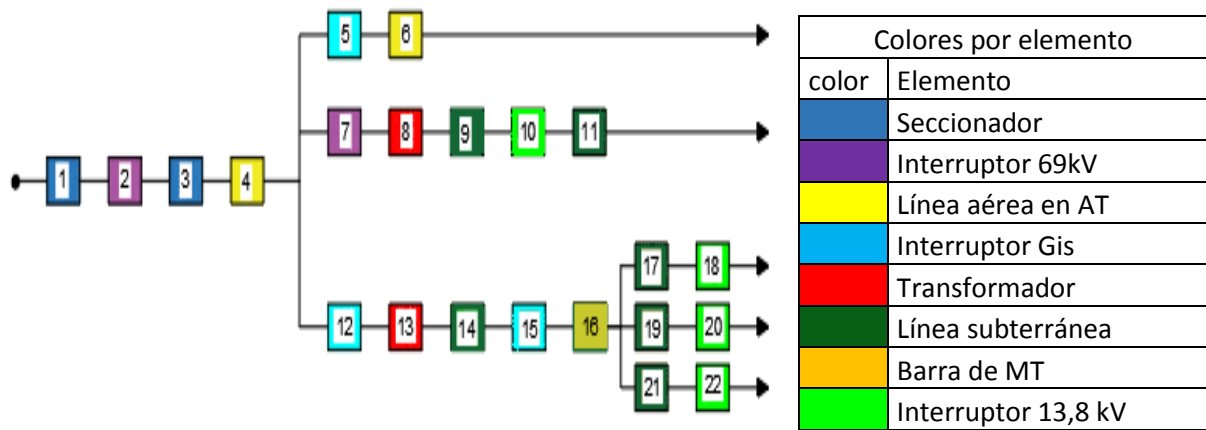 5 6
7 8 9 10 11
1 2 3 4
17 18
12 13 14 15 16 19 20
21 22
Colores por elemento
color Elemento
Seccionador
Interruptor 69kV
Línea aérea en AT
Interruptor Gis
Transformador
Línea subterránea
Barra de MT
Interruptor 13,8 kV